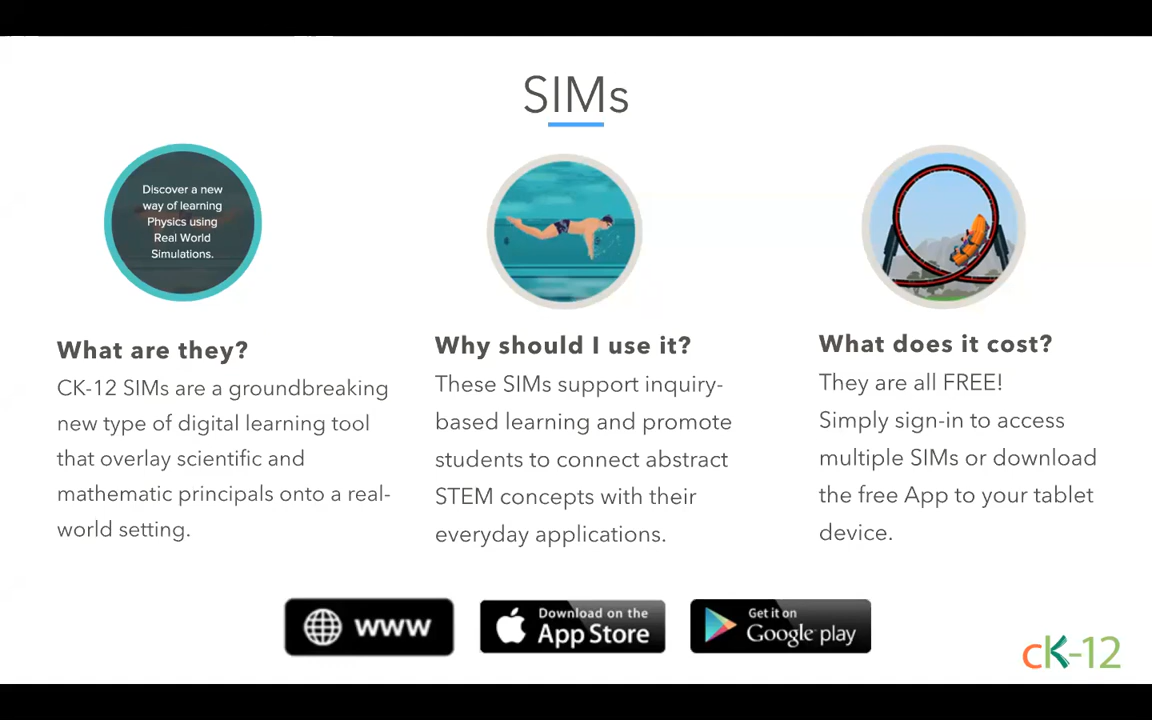 SIMs
Discover a new
way of learning
Physics using
Real World
Simulations.
What are they?
CK-12 SIMs are a groundbreaking
new type of digital learning tool
that overlay scientific and
mathematic principals onto a real-
world setting.
Why should I use it?
These SIMs support inquiry-
based learning and promote
students to connect abstract
STEM concepts with their
everyday applications.
What does it cost?
They are all FREE!
Simply sign-in to access
multiple SIMs or download
the free App to your tablet
device.
www
Download on the
App Store
Get it on
Google play
cK-12